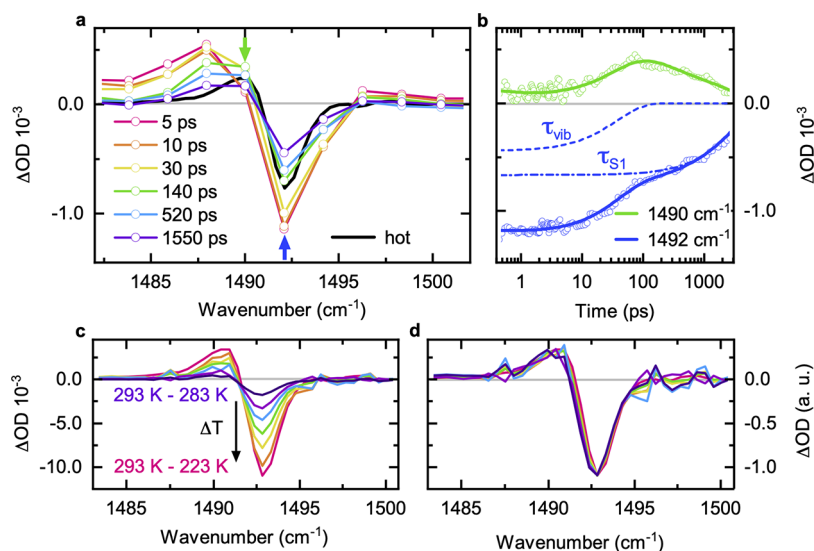 a
ΔOD 10⁻³
0.0
-1.0
5 ps
10 ps
30 ps
140 ps
520 ps
1550 ps
hot
1485 1490 1495 1500
Wavenumber (cm⁻¹)
b
τvib
τS1
1490 cm⁻¹
1492 cm⁻¹
0.0
-1.0
ΔOD 10⁻³
1 10 100 1000
Time (ps)
c
ΔOD 10⁻³
0.0
-5.0
-10.0
293 K - 283 K
ΔT
293 K - 223 K
1485 1490 1495 1500
Wavenumber (cm⁻¹)
d
0.0
-1.0
ΔOD (a. u.)
1485 1490 1495 1500
Wavenumber (cm⁻¹)